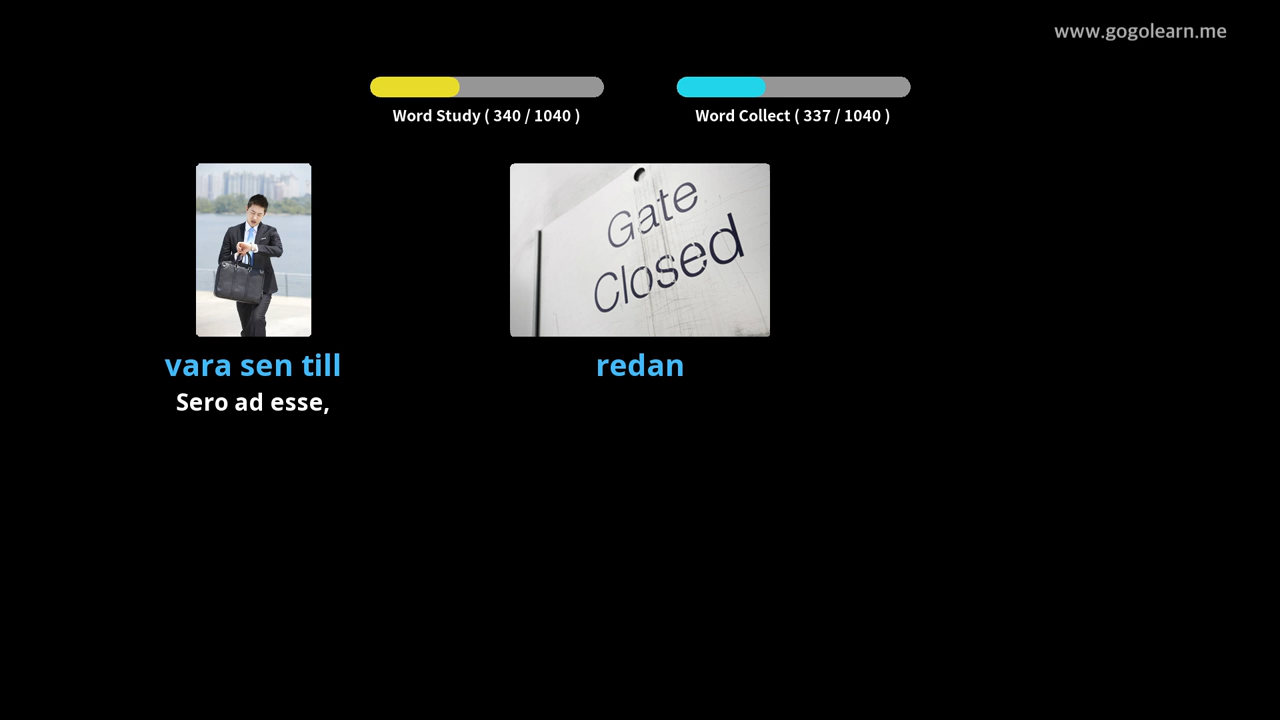 www.gogolearn.me
Word Study ( 340 / 1040 )
Word Collect ( 337 / 1040 )
Gate
Closed
vara sen till
redan
Sero ad esse,